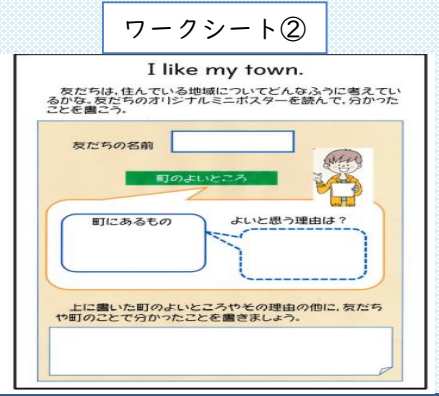 ワークシート②
I like my town.
友だちは,住んでいる地域についてどんなふうに考えてい
るかな。友だちのオリジナルミニポスターを読んで,分かった
ことを書こう。
友だちの名前
町のよいところ
町にあるもの
よいと思う理由は?
上に書いた町のよいところやその理由の他に,友だち
や町のことで分かったことを書きましょう。